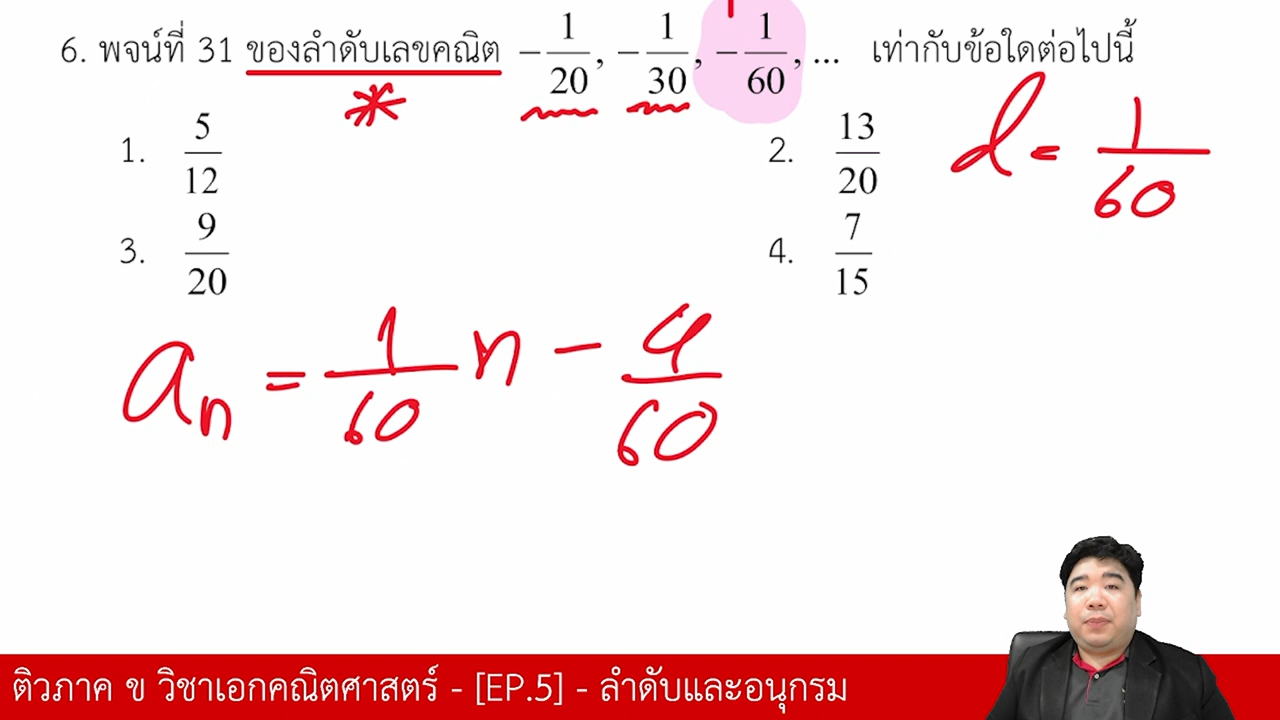 6. พจน์ที่ 31 ของลำดับเลขคณิต -1/20, -1/30, -1/60, ... เท่ากับข้อใดต่อไปนี้
1. 5/12 2. 13/20
d = 1/60
3. 9/20 4. 7/15
an = 1/60 n - 4/60
ติวภาค ข วิชาเอกคณิตศาสตร์ - [EP.5] - ลำดับและอนุกรม